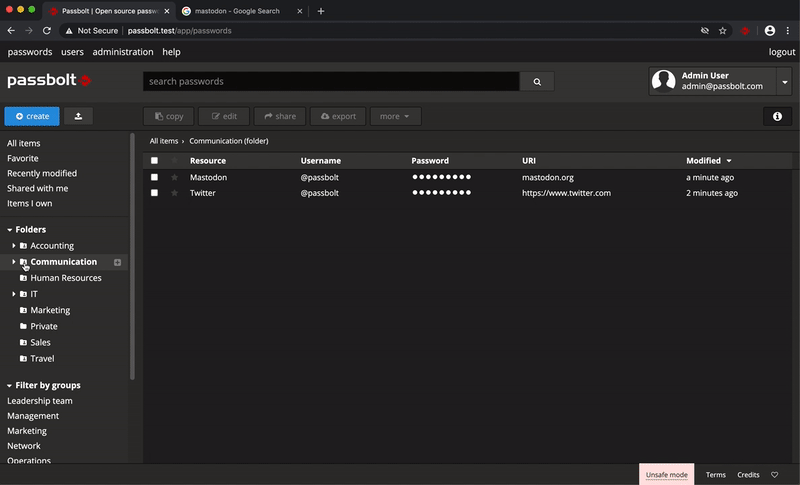 Passbolt | Open source passw
mastodon - Google Search
Not Secure
passbolt.test/app/passwords
passwords users administration help logout
passbolt
search passwords
Admin User
admin@passbolt.com
create
copy
edit
share
export
more
All items
Favorite
Recently modified
Shared with me
Items I own
Folders
Accounting
Communication
Human Resources
IT
Marketing
Private
Sales
Travel
Filter by groups
Leadership team
Management
Marketing
Network
Operations
All items › Communication (folder)
Resource Username Password URI Modified
Mastodon @passbolt ●●●●●●●●● mastodon.org a minute ago
Twitter @passbolt ●●●●●●●●● https://www.twitter.com 2 minutes ago
Unsafe mode Terms Credits